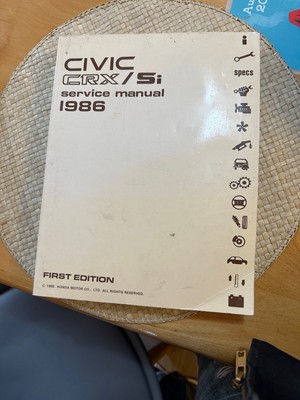 CIVIC
CRX/Si
service manual
1986
specs
FIRST EDITION
© 1985 HONDA MOTOR CO., LTD. ALL RIGHTS RESERVED.